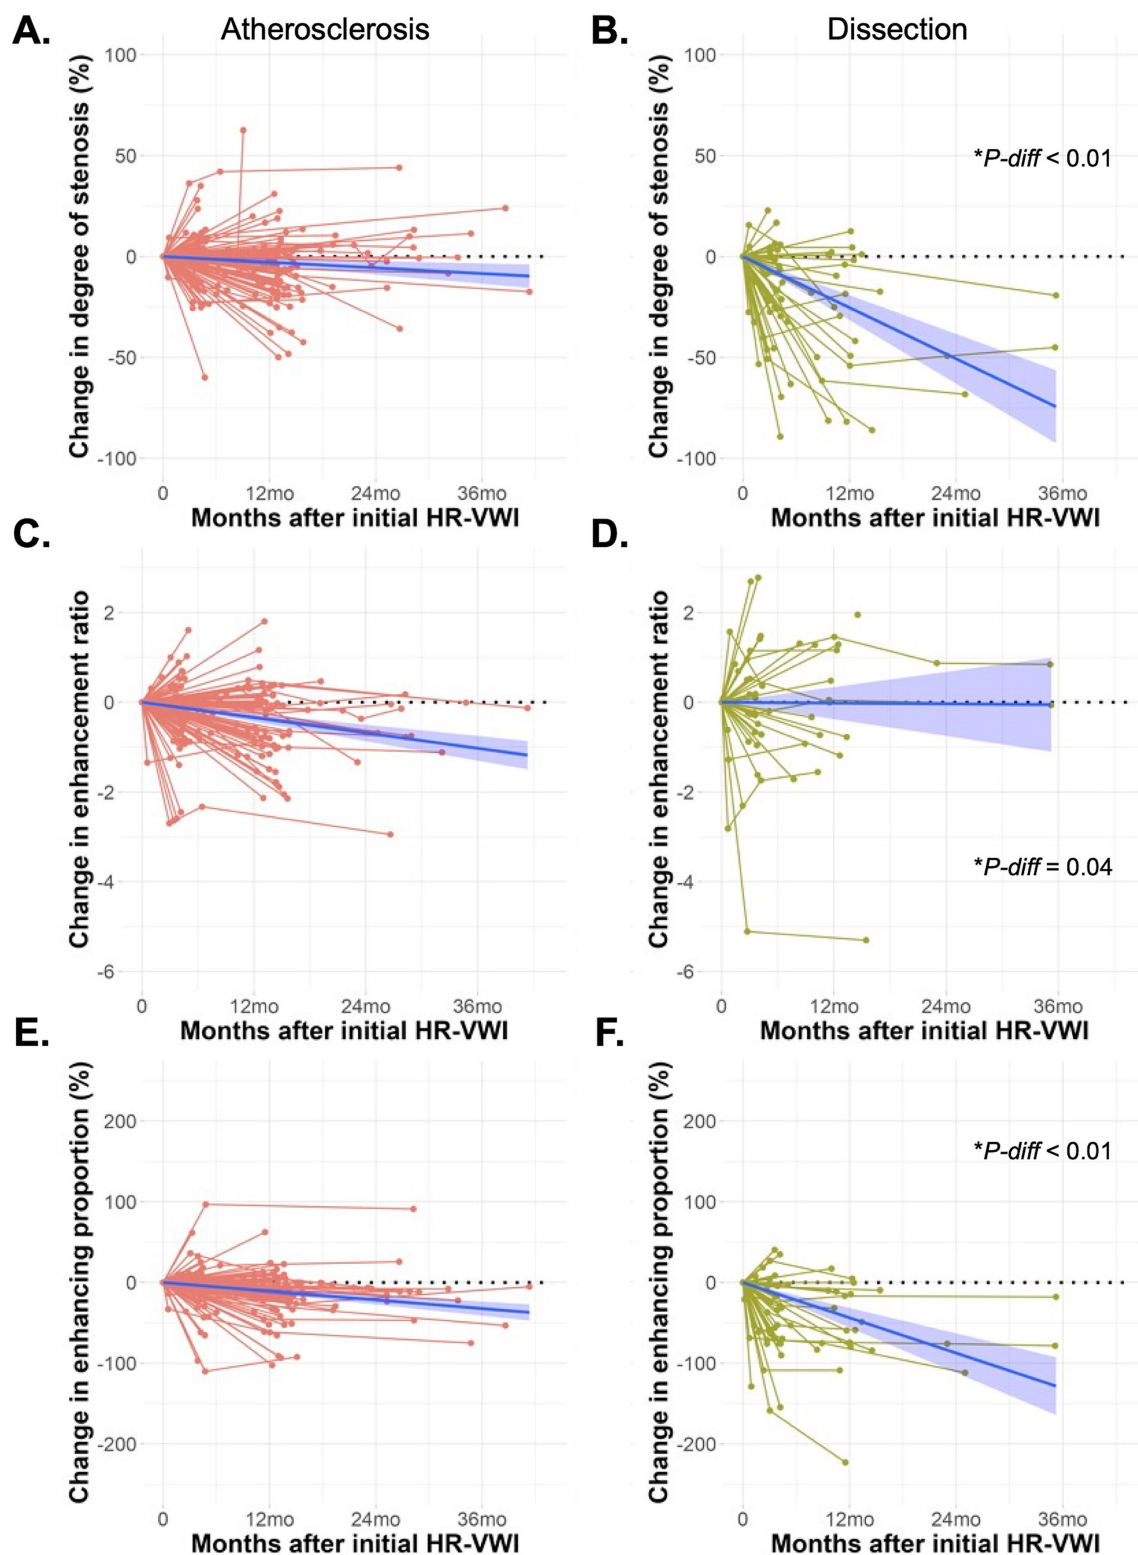 A.
Atherosclerosis
Change in degree of stenosis (%)
100
50
0
-50
-100
0
12mo
24mo
36mo
Months after initial HR-VWI
B.
Dissection
Change in degree of stenosis (%)
100
50
0
-50
-100
*P-diff < 0.01
0
12mo
24mo
36mo
Months after initial HR-VWI
C.
Change in enhancement ratio
2
0
-2
-4
-6
0
12mo
24mo
36mo
Months after initial HR-VWI
D.
Change in enhancement ratio
2
0
-2
-4
-6
*P-diff = 0.04
0
12mo
24mo
36mo
Months after initial HR-VWI
E.
Change in enhancing proportion (%)
200
100
0
-100
-200
0
12mo
24mo
36mo
Months after initial HR-VWI
F.
Change in enhancing proportion (%)
200
100
0
-100
-200
*P-diff < 0.01
0
12mo
24mo
36mo
Months after initial HR-VWI